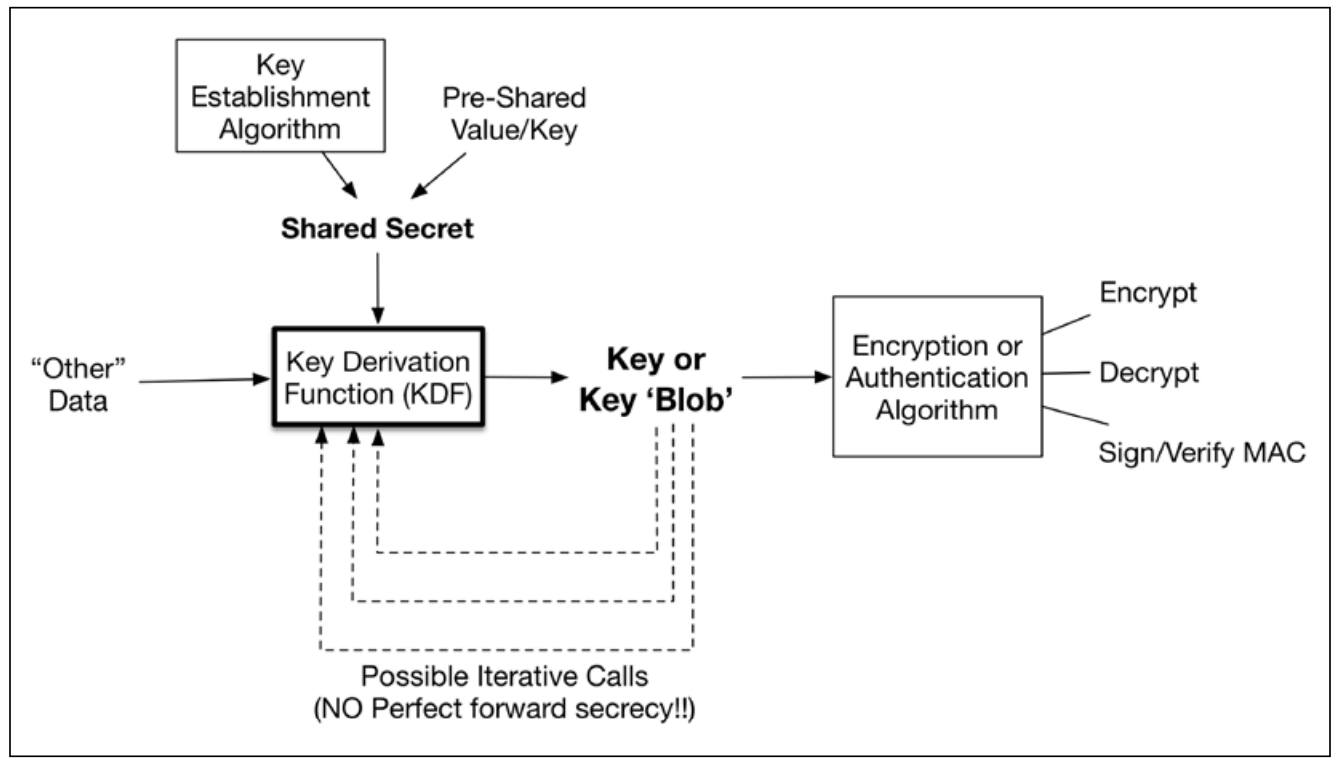 Key
Establishment
Algorithm
Pre-Shared
Value/Key
Shared Secret
“Other”
Data
Key Derivation
Function (KDF)
Key or
Key ‘Blob’
Encryption or
Authentication
Algorithm
Encrypt
Decrypt
Sign/Verify MAC
Possible Iterative Calls
(NO Perfect forward secrecy!!)